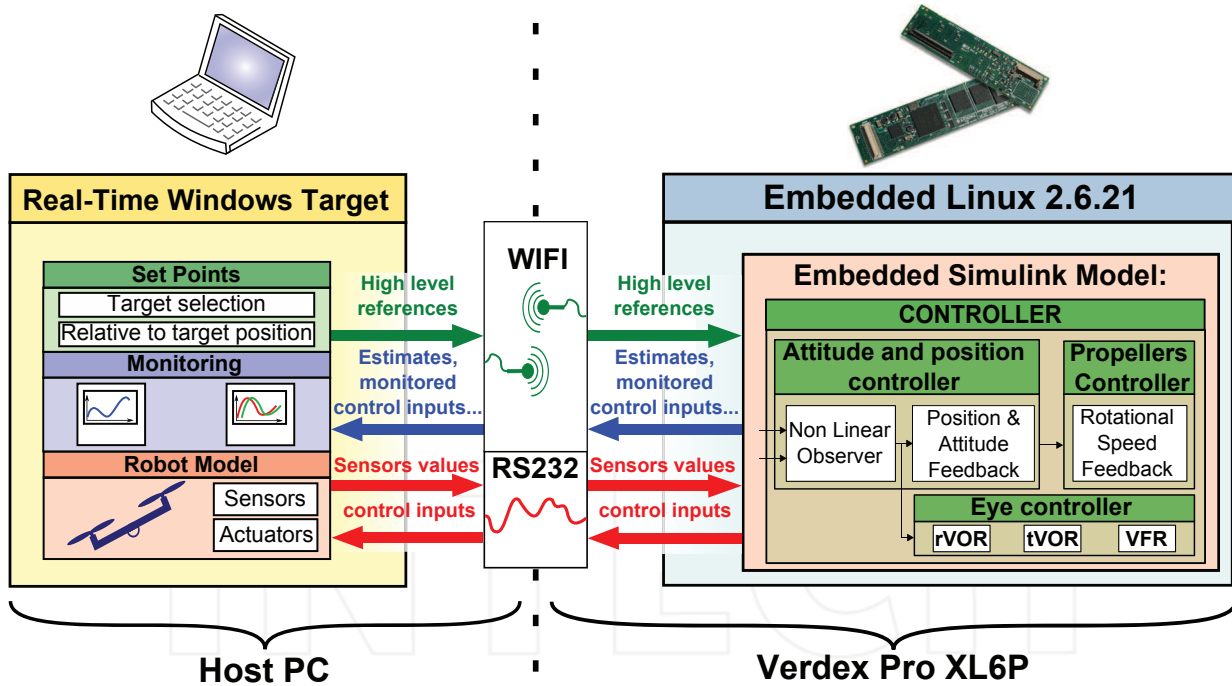 Real-Time Windows Target
Set Points
Target selection
Relative to target position
Monitoring
Robot Model
Sensors
Actuators
High level
references
Estimates,
monitored
control inputs...
Sensors values
control inputs
WIFI
RS232
High level
references
Estimates,
monitored
control inputs...
Sensors values
control inputs
Embedded Linux 2.6.21
Embedded Simulink Model:
CONTROLLER
Attitude and position
controller
Non Linear
Observer
Position &
Attitude
Feedback
Propellers
Controller
Rotational
Speed
Feedback
Eye controller
rVOR
tVOR
VFR
INTECH
Host PC
Verdex Pro XL6P